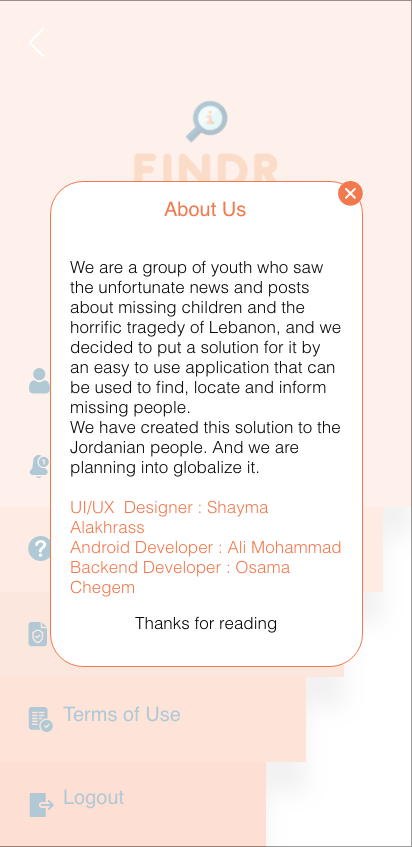 FINDR
About Us
We are a group of youth who saw
the unfortunate news and posts
about missing children and the
horrific tragedy of Lebanon, and we
decided to put a solution for it by
an easy to use application that can
be used to find, locate and inform
missing people.
We have created this solution to the
Jordanian people. And we are
planning into globalize it.
UI/UX  Designer : Shayma
Alakhrass
Android Developer : Ali Mohammad
Backend Developer : Osama
Chegem
Thanks for reading
Terms of Use
Logout